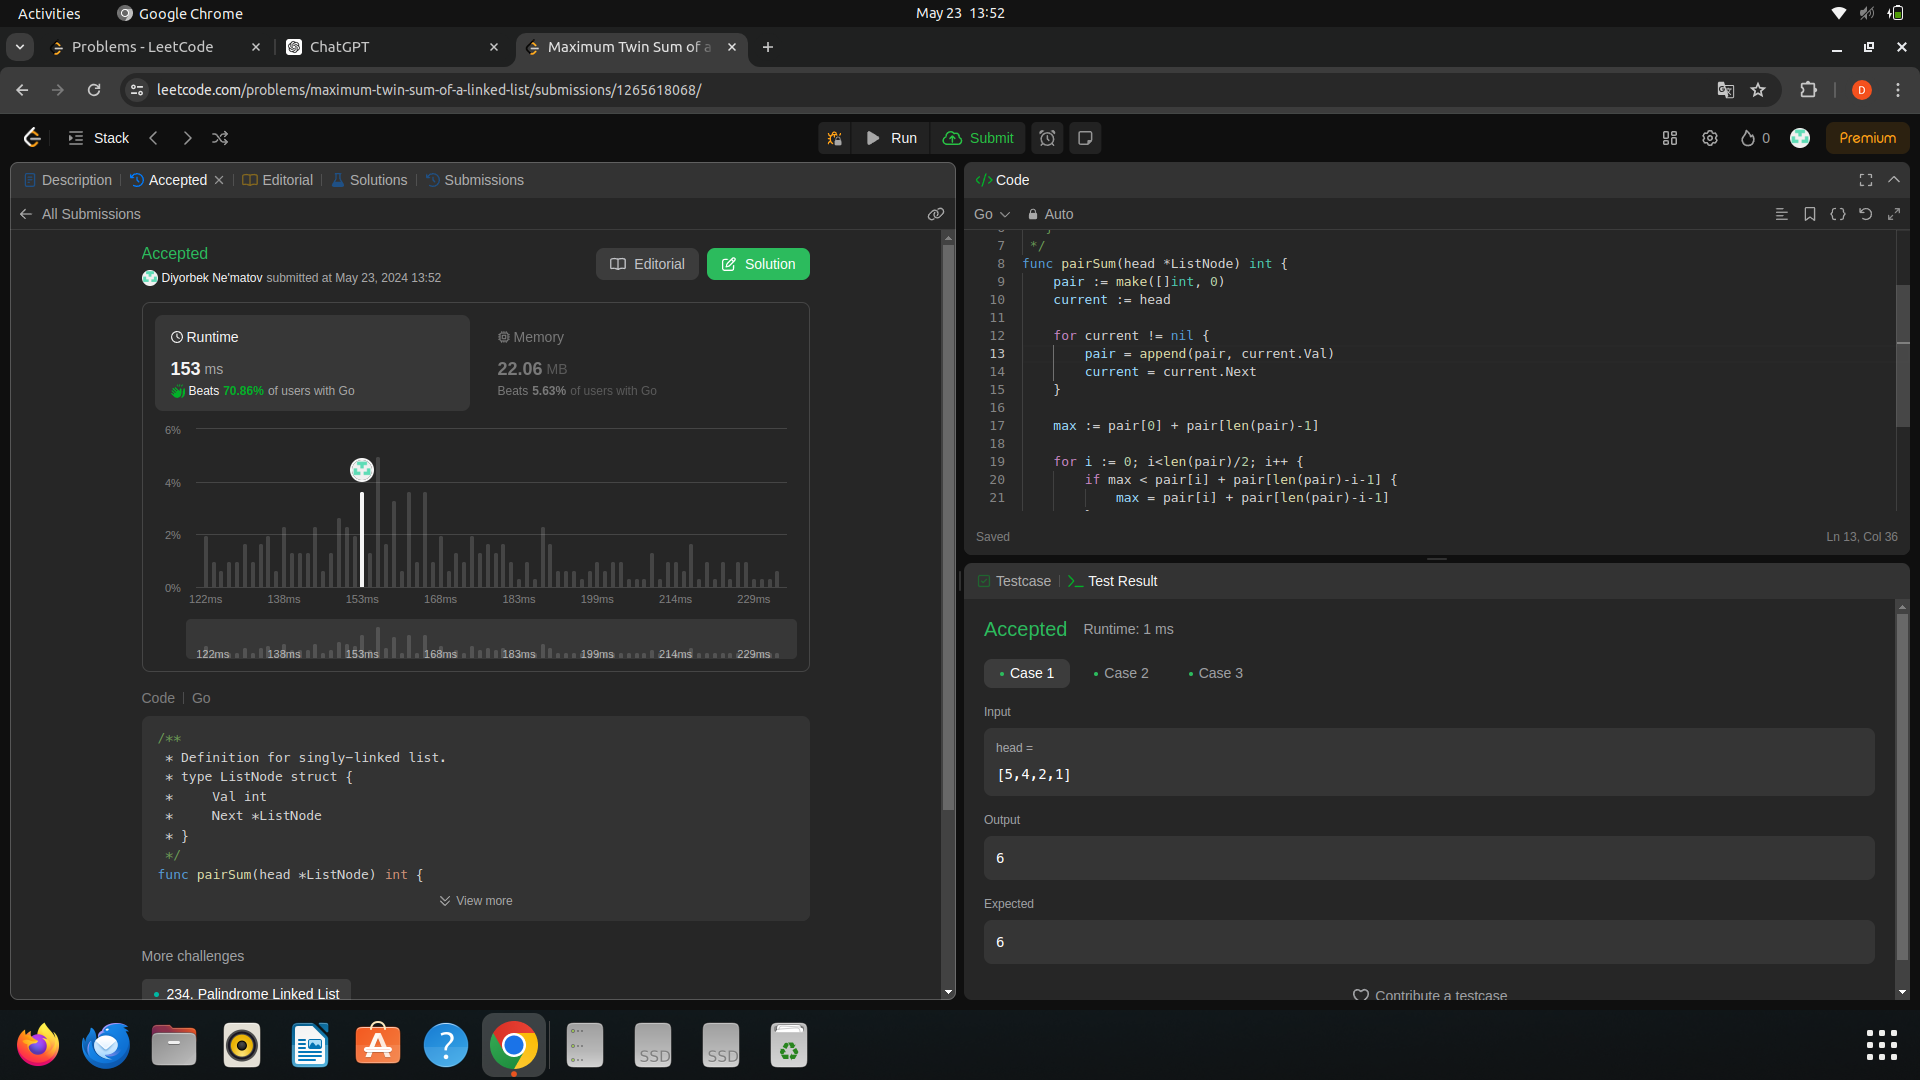 Activities
Google Chrome
May 23 13:52
Problems - LeetCode
ChatGPT
Maximum Twin Sum of a
leetcode.com/problems/maximum-twin-sum-of-a-linked-list/submissions/1265618068/
D
Stack
Run
Submit
0
Premium
Description
Accepted
Editorial
Solutions
Submissions
All Submissions
Accepted
Diyorbek Ne'matov submitted at May 23, 2024 13:52
Editorial
Solution
Runtime
153 ms
Beats 70.86% of users with Go
Memory
22.06 MB
Beats 5.63% of users with Go
6%
4%
2%
0%
122ms 138ms 153ms 168ms 183ms 199ms 214ms 229ms
122ms 138ms 153ms 168ms 183ms 199ms 214ms 229ms
Code
Go
/**
 * Definition for singly-linked list.
 * type ListNode struct {
 *     Val int
 *     Next *ListNode
 * }
 */
func pairSum(head *ListNode) int {
View more
More challenges
234. Palindrome Linked List
</> Code
Go
Auto
7  */
8 func pairSum(head *ListNode) int {
9     pair := make([]int, 0)
10     current := head
11
12     for current != nil {
13         pair = append(pair, current.Val)
14         current = current.Next
15     }
16
17     max := pair[0] + pair[len(pair)-1]
18
19     for i := 0; i<len(pair)/2; i++ {
20         if max < pair[i] + pair[len(pair)-i-1] {
21             max = pair[i] + pair[len(pair)-i-1]
Saved
Ln 13, Col 36
Testcase
Test Result
Accepted
Runtime: 1 ms
Case 1
Case 2
Case 3
Input
head =
[5,4,2,1]
Output
6
Expected
6
Contribute a testcase
SSD
SSD